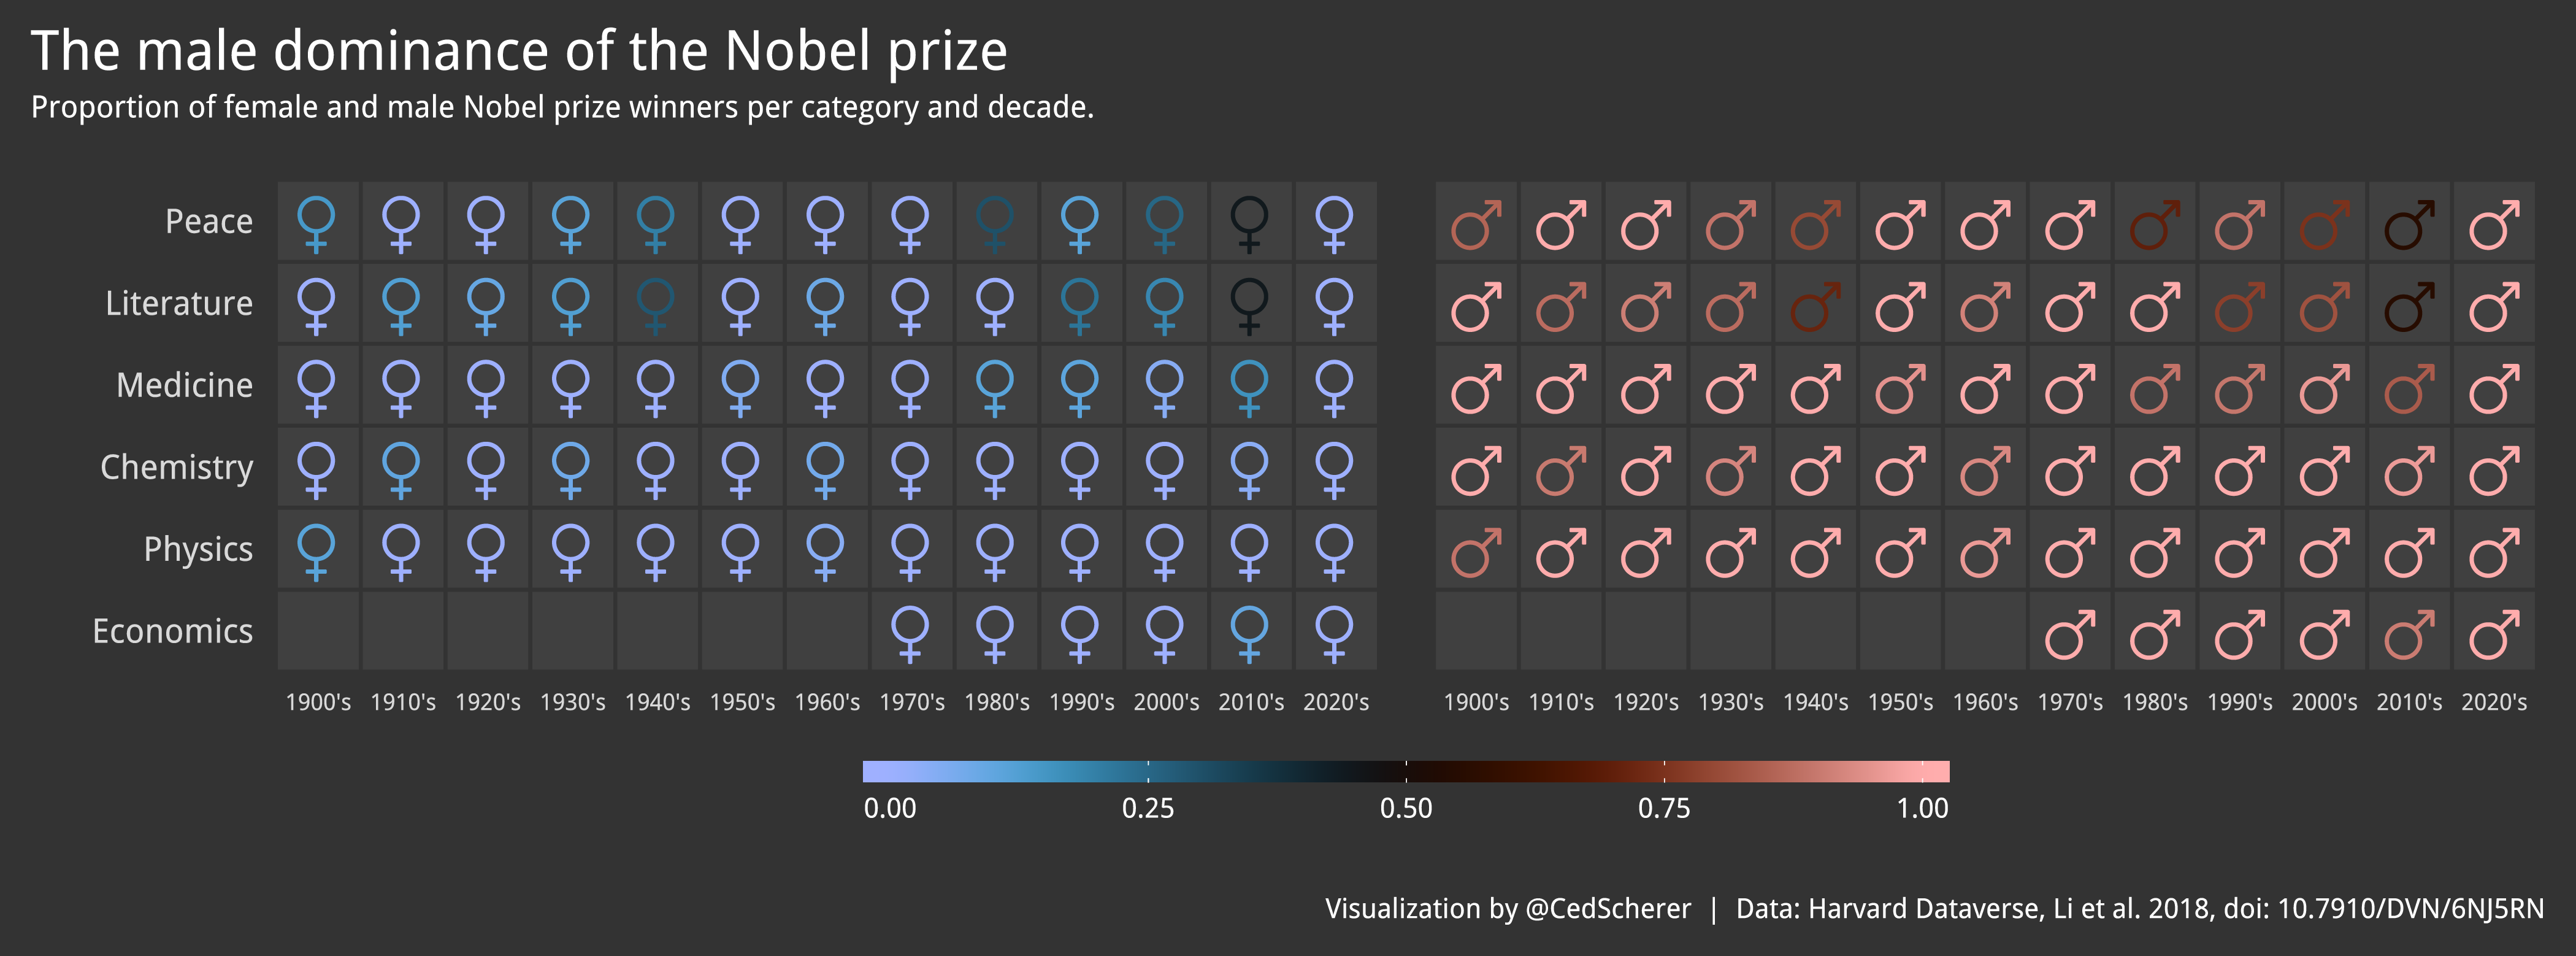 The male dominance of the Nobel prize
Proportion of female and male Nobel prize winners per category and decade.
Peace
Literature
Medicine
Chemistry
Physics
Economics
1900's 1910's 1920's 1930's 1940's 1950's 1960's 1970's 1980's 1990's 2000's 2010's 2020's 1900's 1910's 1920's 1930's 1940's 1950's 1960's 1970's 1980's 1990's 2000's 2010's 2020's
0.00 0.25 0.50 0.75 1.00
Visualization by @CedScherer | Data: Harvard Dataverse, Li et al. 2018, doi: 10.7910/DVN/6NJ5RN